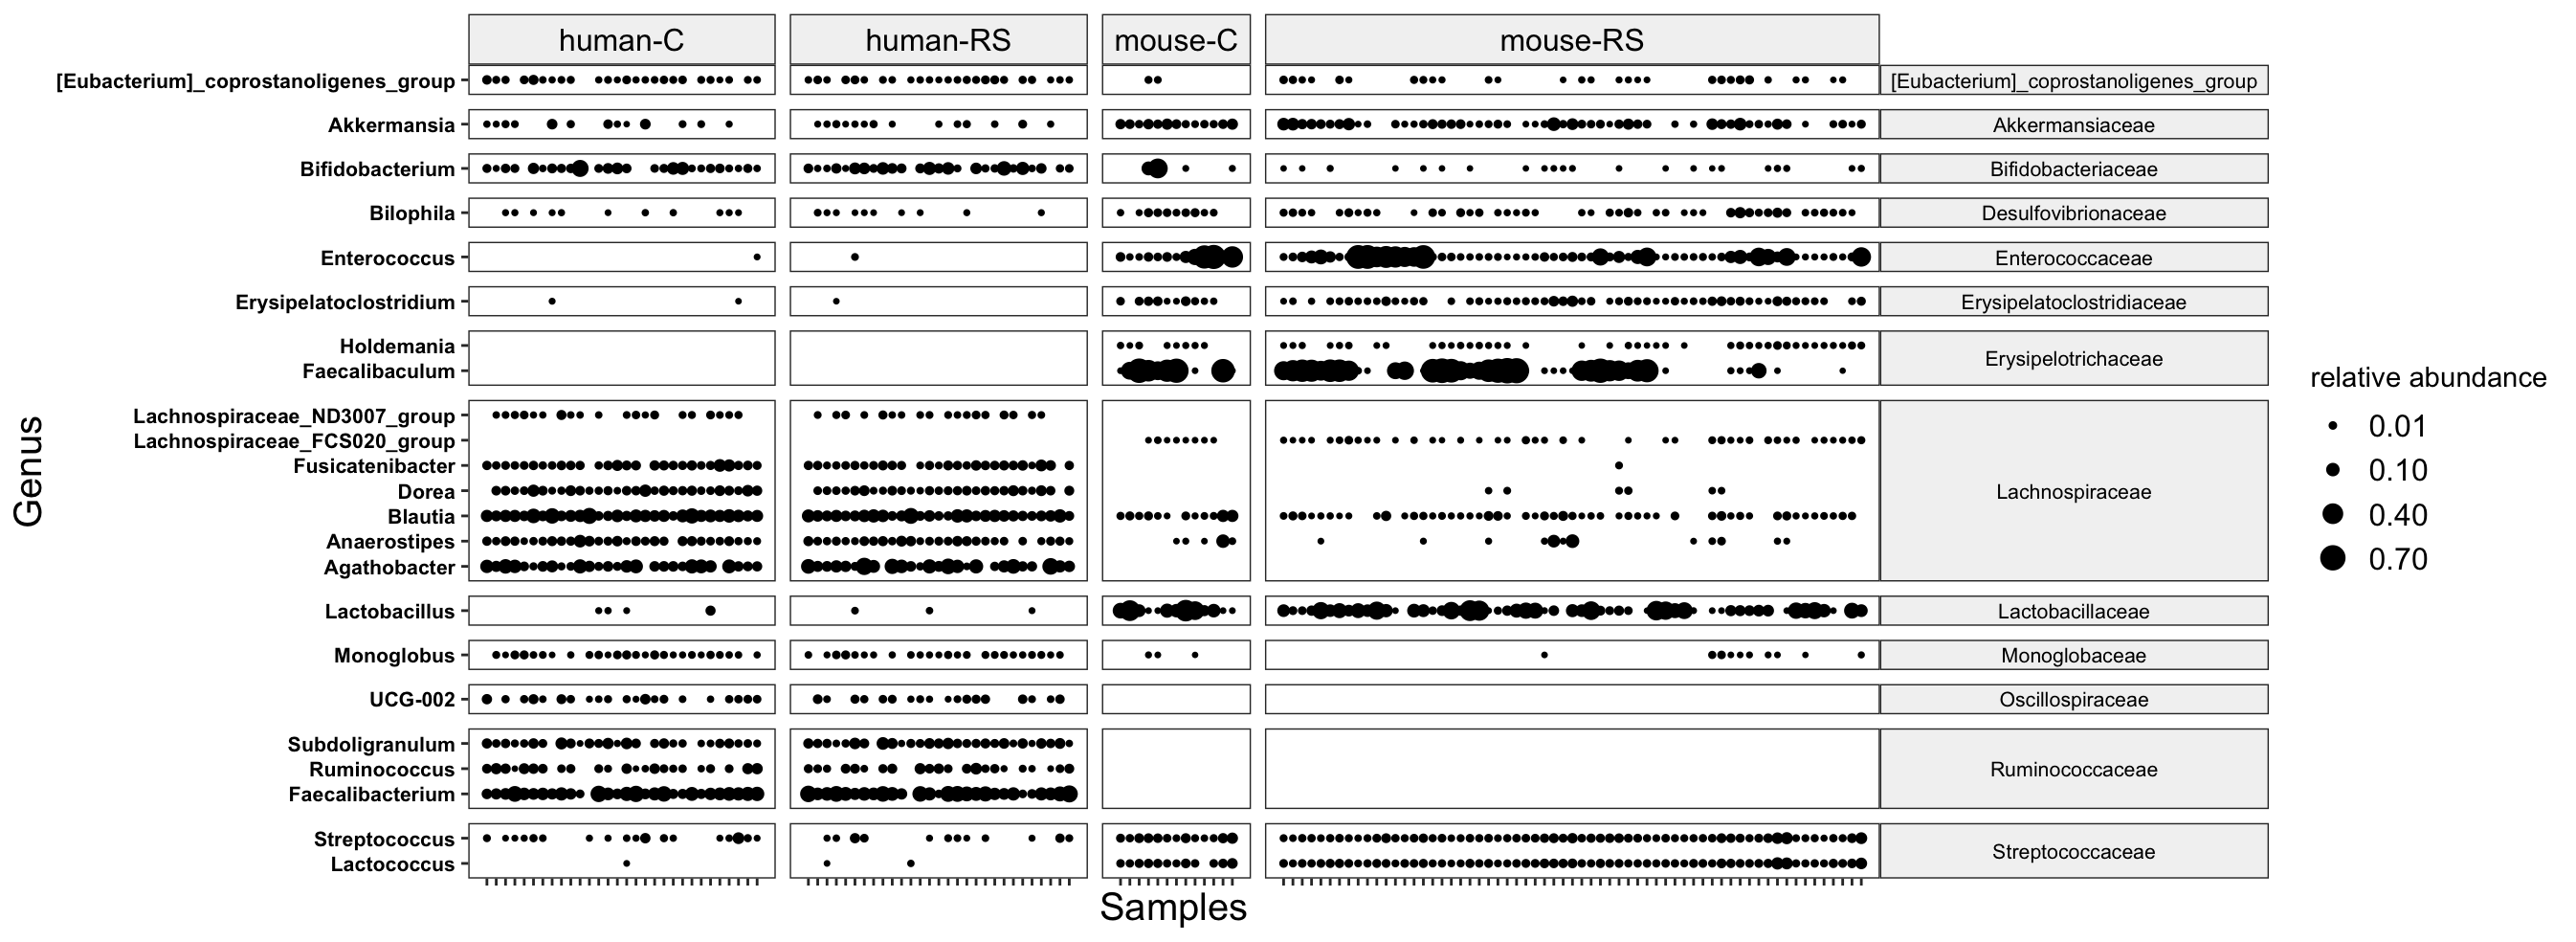 human-C human-RS mouse-C mouse-RS
[Eubacterium]_coprostanoligenes_group [Eubacterium]_coprostanoligenes_group
Akkermansia Akkermansiaceae
Bifidobacterium Bifidobacteriaceae
Bilophila Desulfovibrionaceae
Enterococcus Enterococcaceae
Erysipelatoclostridium Erysipelatoclostridiaceae
Holdemania
Erysipelotrichaceae
Faecalibaculum
relative abundance
Lachnospiraceae_ND3007_group
0.01
Lachnospiraceae_FCS020_group
Genus
Fusicatenibacter
0.10
Dorea Lachnospiraceae
Blautia 0.40
Anaerostipes
0.70
Agathobacter
Lactobacillus Lactobacillaceae
Monoglobus Monoglobaceae
UCG-002 Oscillospiraceae
Subdoligranulum
Ruminococcus Ruminococcaceae
Faecalibacterium
Streptococcus
Streptococcaceae
Lactococcus
Samples